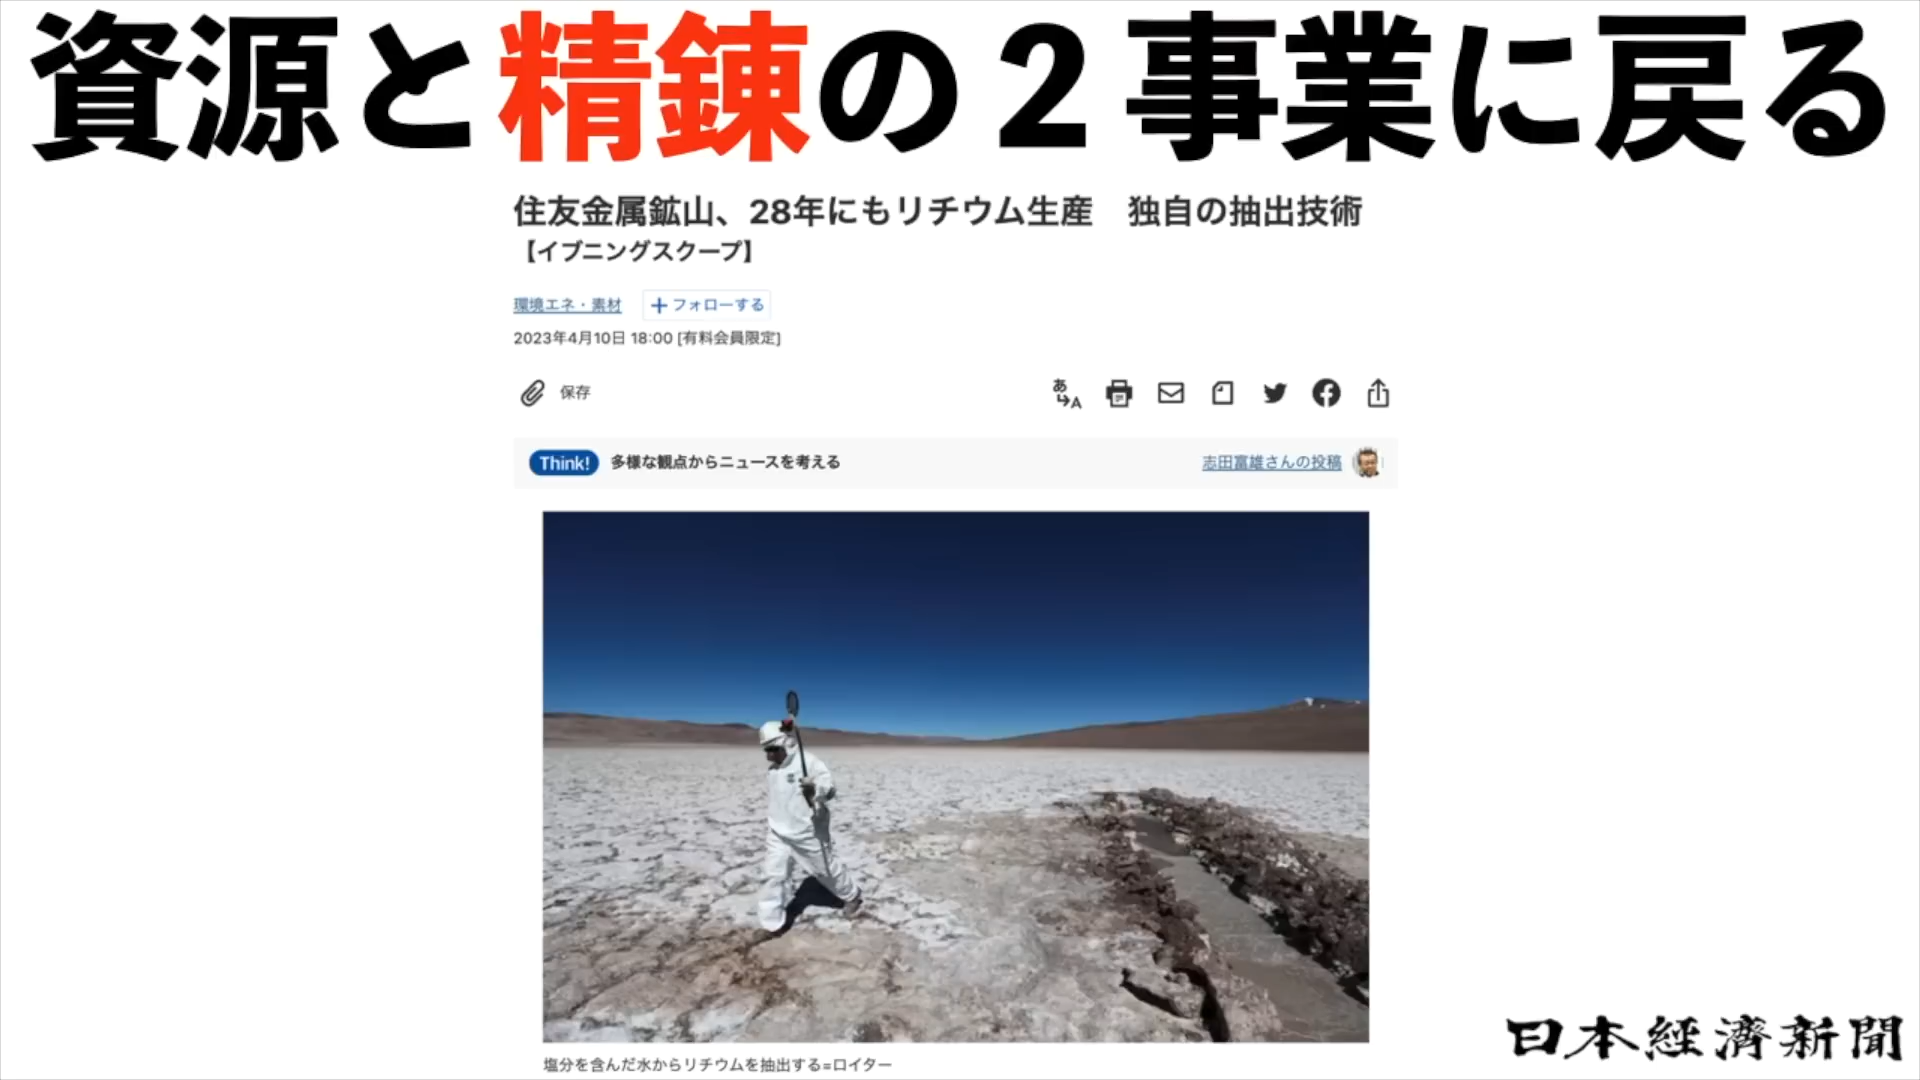 資源と精錬の２事業に戻る
住友金属鉱山、28年にもリチウム生産　独自の抽出技術
【イブニングスクープ】
環境エネ・素材 ＋フォローする
2023年4月10日 18:00 [有料会員限定]
保存 あ A
Think! 多様な観点からニュースを考える 志田富雄さんの投稿
塩分を含んだ水からリチウムを抽出する=ロイター
日本経済新聞